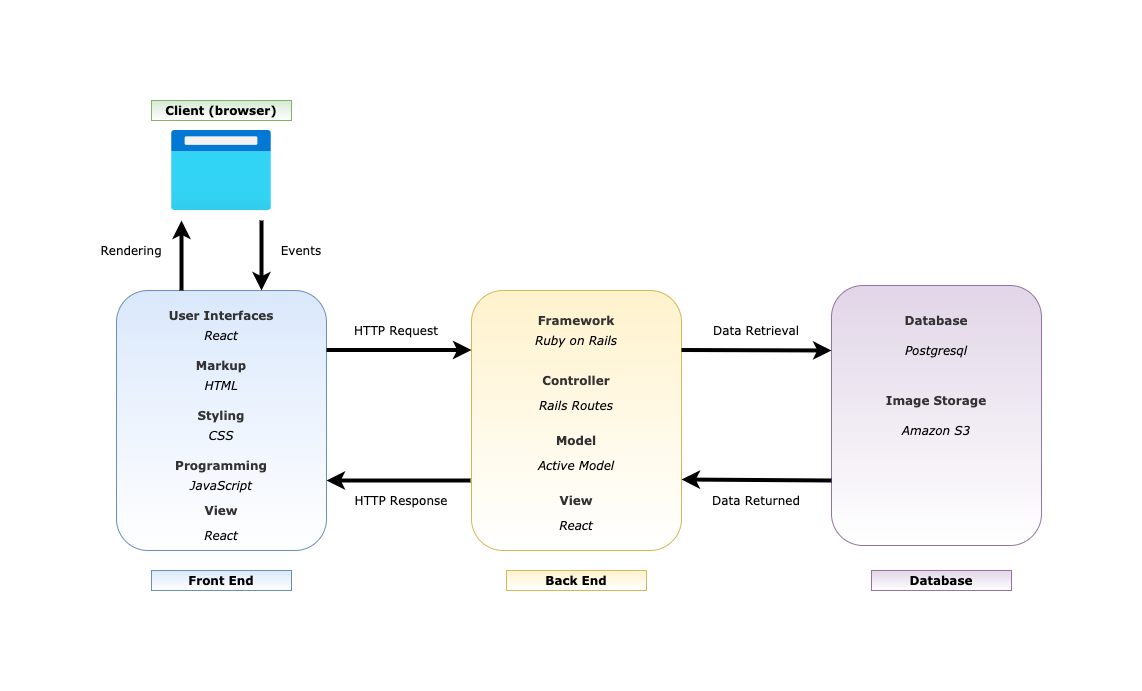 Client (browser)
Rendering
Events
User Interfaces
React
Markup
HTML
Styling
CSS
Programming
JavaScript
View
React
Front End
HTTP Request
HTTP Response
Framework
Ruby on Rails
Controller
Rails Routes
Model
Active Model
View
React
Back End
Data Retrieval
Data Returned
Database
Postgresql
Image Storage
Amazon S3
Database